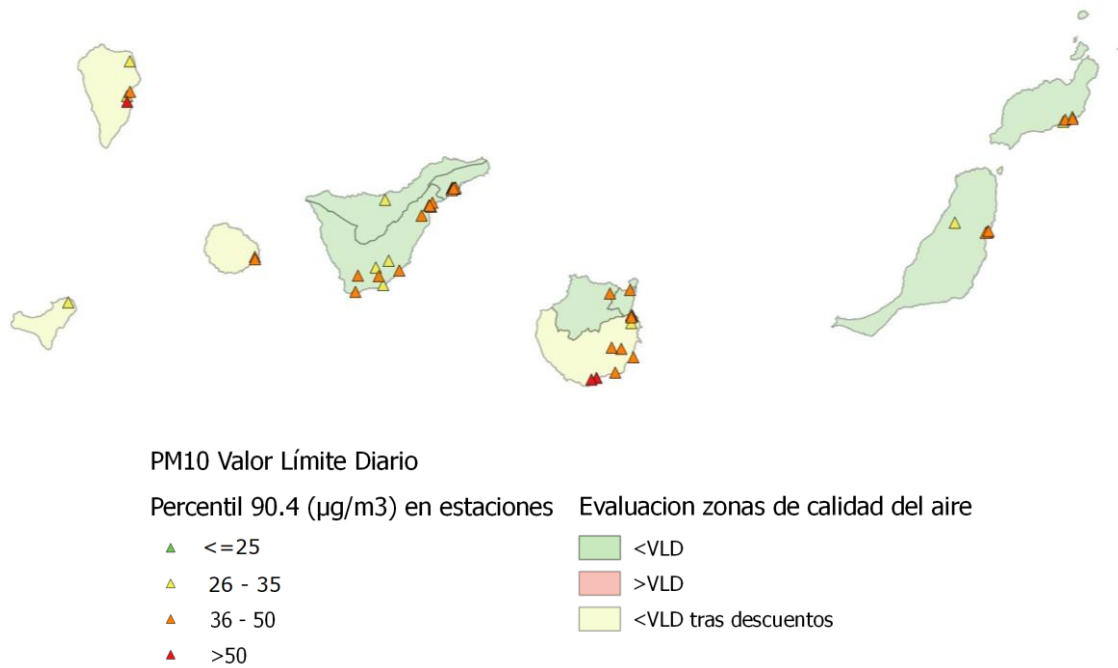 PM10 Valor Límite Diario
Percentil 90.4 (µg/m3) en estaciones
<=25
26 - 35
36 - 50
>50
Evaluacion zonas de calidad del aire
<VLD
>VLD
<VLD tras descuentos